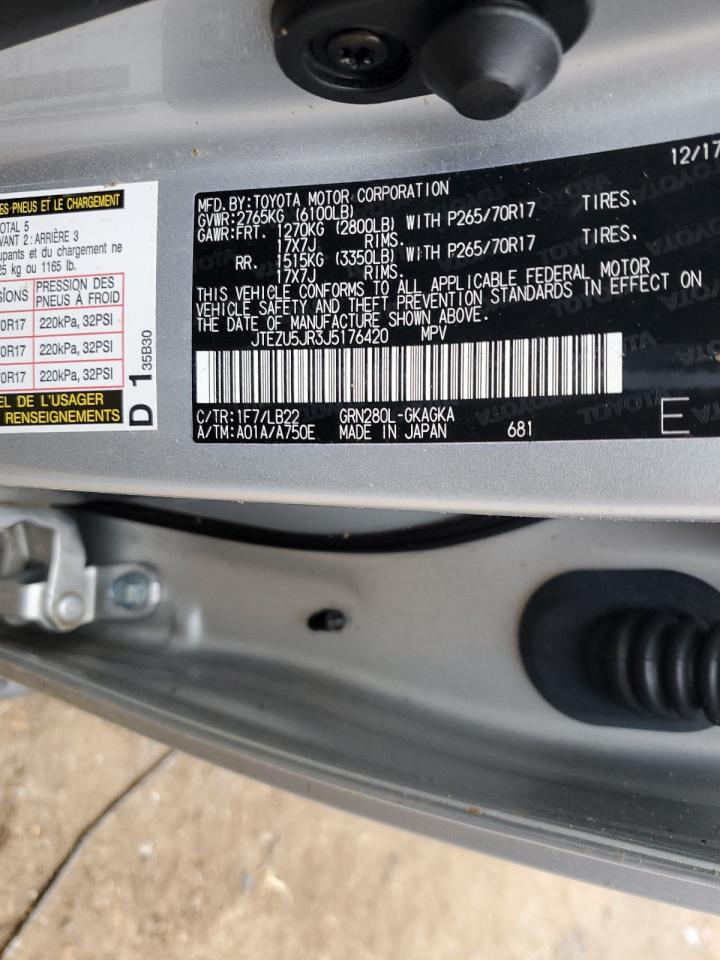 ES PNEUS ET LE CHARGEMENT
OTAL 5
VANT 2: ARRIÈRE 3
upants et du chargement ne
25 kg ou 1165 lb.
SIONS PRESSION DES PNEUS À FROID
70R17 220kPa, 32PSI
70R17 220kPa, 32PSI
70R17 220kPa, 32PSI
EL DE L'USAGER
RENSEIGNEMENTS
D 1 35B30
12/17
MFD.BY:TOYOTA MOTOR CORPORATION
GVWR:2765KG (6100LB)
GAWR:FRT. 1270KG (2800LB) WITH P265/70R17 TIRES.
17X7J RIMS.
RR. 1515KG (3350LB) WITH P265/70R17 TIRES.
17X7J RIMS.
THIS VEHICLE CONFORMS TO ALL APPLICABLE FEDERAL MOTOR
VEHICLE SAFETY AND THEFT PREVENTION STANDARDS IN EFFECT ON
THE DATE OF MANUFACTURE SHOWN ABOVE.
JTEZU5JR3J5176420 MPV
C/TR:1F7/LB22 GRN280L-GKAGKA
A/TM:A01A/A750E MADE IN JAPAN 681 E